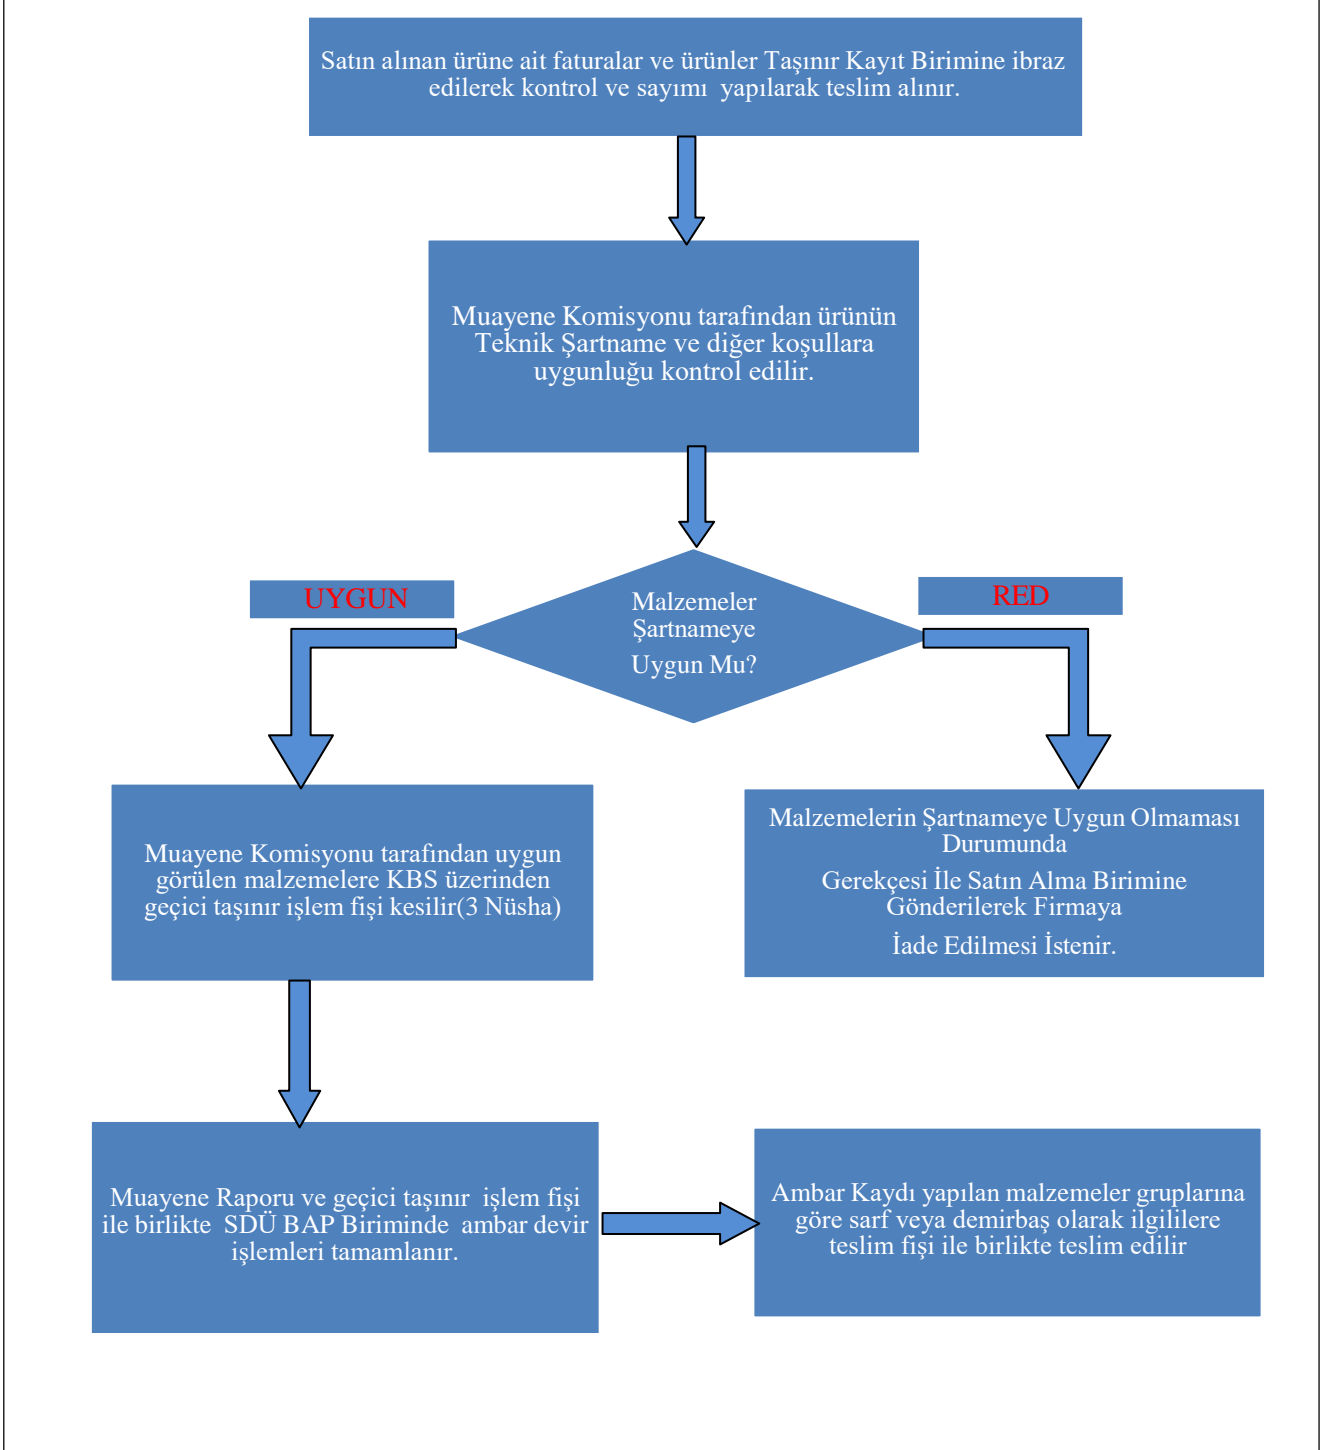 Satın alınan ürüne ait faturalar ve ürünler Taşınır Kayıt Birimine ibraz
edilerek kontrol ve sayımı yapılarak teslim alınır.
Muayene Komisyonu tarafından ürünün
Teknik Şartname ve diğer koşullara
uygunluğu kontrol edilir.
UYGUN
RED
Malzemeler
Şartnameye
Uygun Mu?
Muayene Komisyonu tarafından uygun
görülen malzemelere KBS üzerinden
geçici taşınır işlem fişi kesilir(3 Nüsha)
Malzemelerin Şartnameye Uygun Olmaması
Durumunda
Gerekçesi İle Satın Alma Birimine
Gönderilerek Firmaya
İade Edilmesi İstenir.
Muayene Raporu ve geçici taşınır işlem fişi
ile birlikte SDÜ BAP Biriminde ambar devir
işlemleri tamamlanır.
Ambar Kaydı yapılan malzemeler gruplarına
göre sarf veya demirbaş olarak ilgililere
teslim fişi ile birlikte teslim edilir